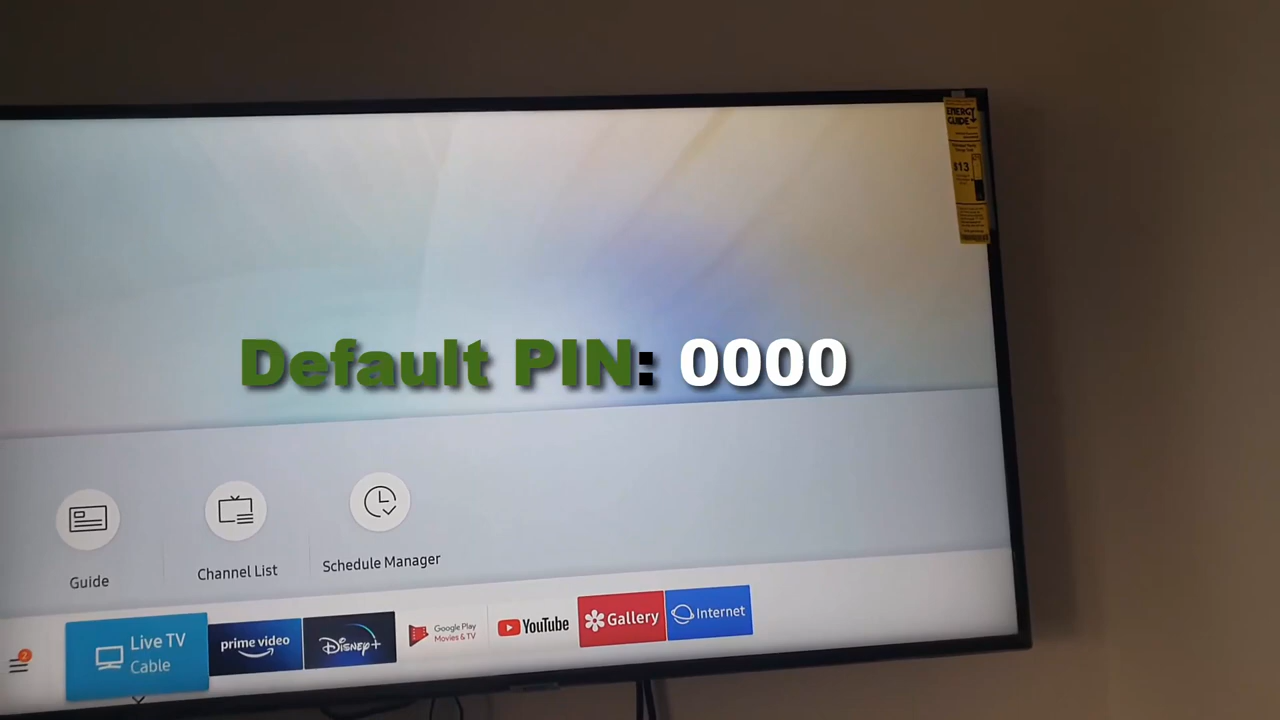 ENERGY
GUIDE
$13
Default PIN: 0000
Guide
Channel List
Schedule Manager
2
Live TV
Cable
prime video
Disney+
Google Play
Movies & TV
YouTube
Gallery
Internet